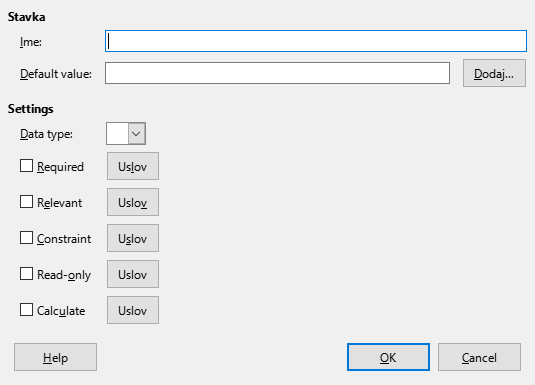 Stavka
Ime:
Default value: Dodaj...
Settings
Data type:
Required Uslov
Relevant Uslov
Constraint Uslov
Read-only Uslov
Calculate Uslov
Help OK Cancel